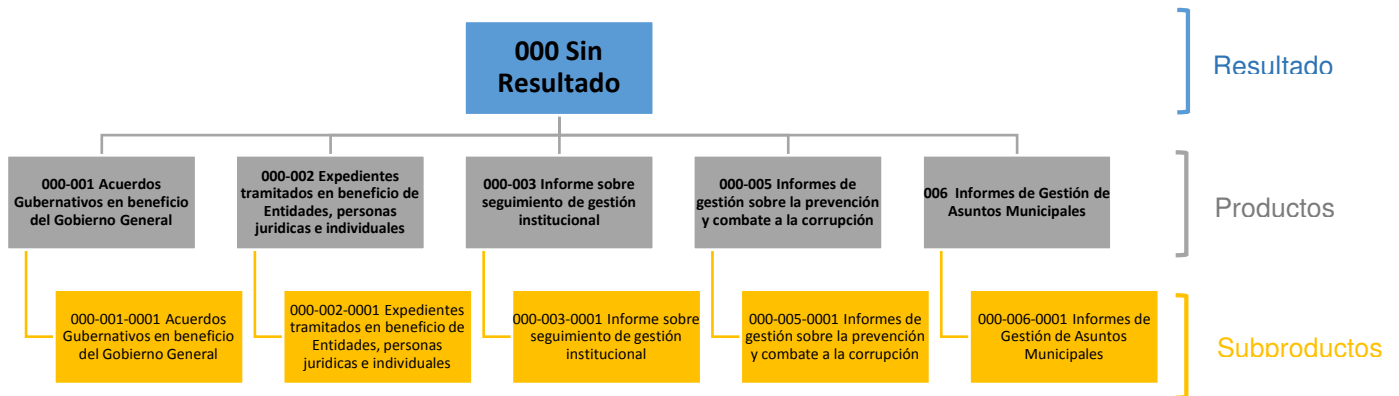 000 Sin
Resultado
Resultado
000-001 Acuerdos
Gubernativos en beneficio
del Gobierno General
000-002 Expedientes
tramitados en beneficio de
Entidades, personas
juridicas e individuales
000-003 Informe sobre
seguimiento de gestión
institucional
000-005 Informes de
gestión sobre la prevención
y combate a la corrupción
006 Informes de Gestión de
Asuntos Municipales
Productos
000-001-0001 Acuerdos
Gubernativos en beneficio
del Gobierno General
000-002-0001 Expedientes
tramitados en beneficio de
Entidades, personas
juridicas e individuales
000-003-0001 Informe sobre
seguimiento de gestión
institucional
000-005-0001 Informes de
gestión sobre la prevención
y combate a la corrupción
000-006-0001 Informes de
Gestión de Asuntos
Municipales
Subproductos